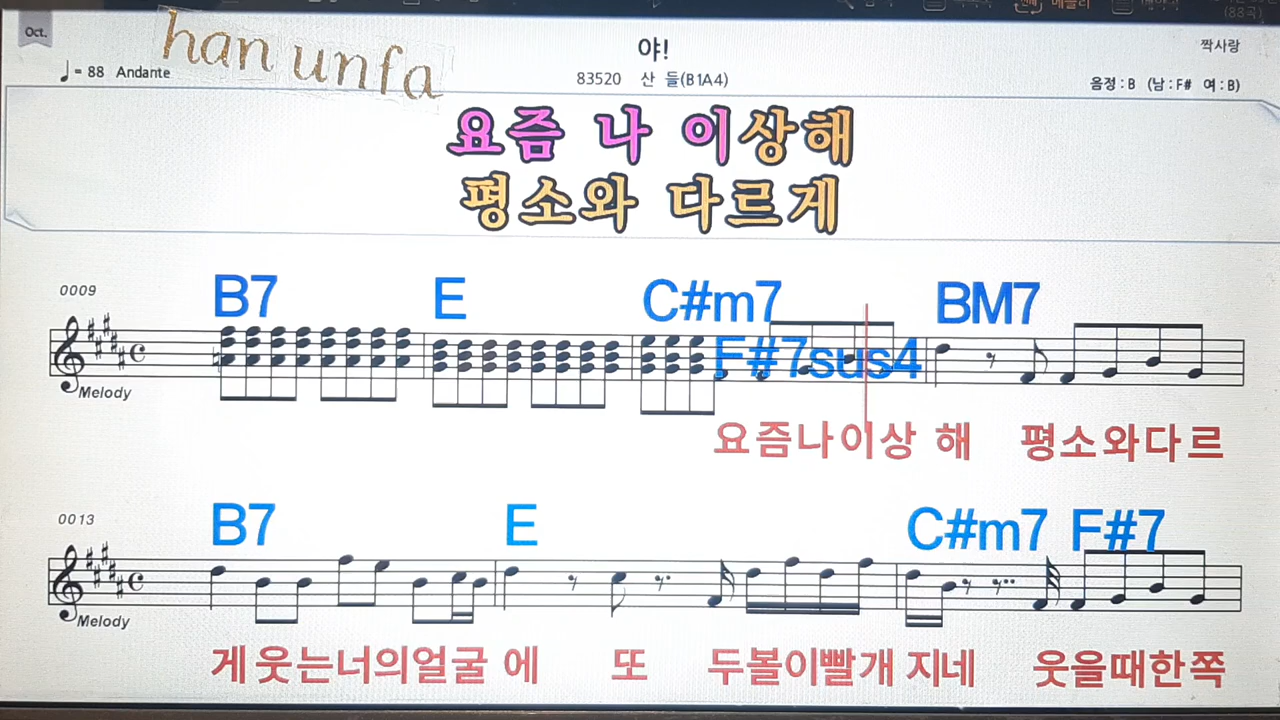 Oct.
han unfa
야!
짝사랑
♩= 88 Andante
83520 산 들(B1A4)
음정 : B (남 : F# 여 : B)
요즘 나 이상해
평소와 다르게
0009
B7 E C#m7 F#7sus4 BM7
Melody
요즘나이상 해 평소와다르
0013
B7 E C#m7 F#7
Melody
게 웃는너의얼굴 에 또 두볼이빨개 지네 웃을때한쪽